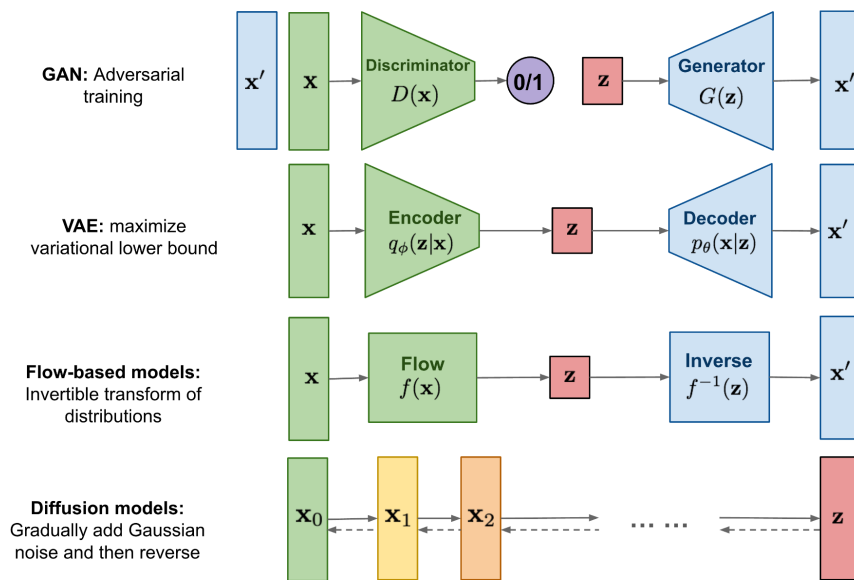 GAN: Adversarial
training
x′
x
Discriminator
D(x)
0/1
z
Generator
G(z)
x′
VAE: maximize
variational lower bound
x
Encoder
qϕ(z|x)
z
Decoder
pθ(x|z)
x′
Flow-based models:
Invertible transform of
distributions
x
Flow
f(x)
z
Inverse
f⁻¹(z)
x′
Diffusion models:
Gradually add Gaussian
noise and then reverse
x₀
x₁
x₂
... ...
z